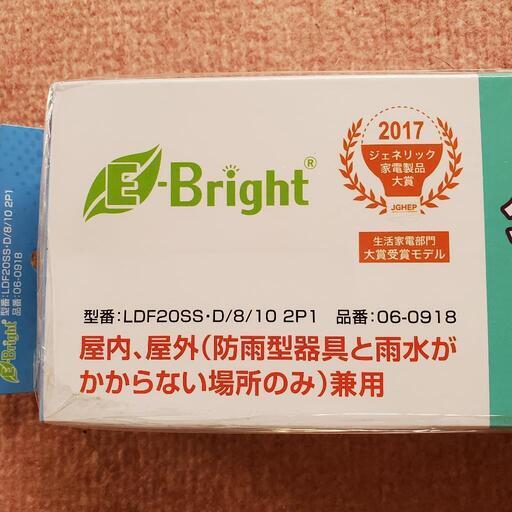 E-Bright®
2017
ジェネリック
家電製品
大賞
JGHEP
生活家電部門
大賞受賞モデル
型番:LDF20SS・D/8/10 2P1 品番:06-0918
屋内、屋外(防雨型器具と雨水が
かからない場所のみ)兼用
E-Bright®
型番:LDF20SS・D/8/10 2P1
品番:06-0918